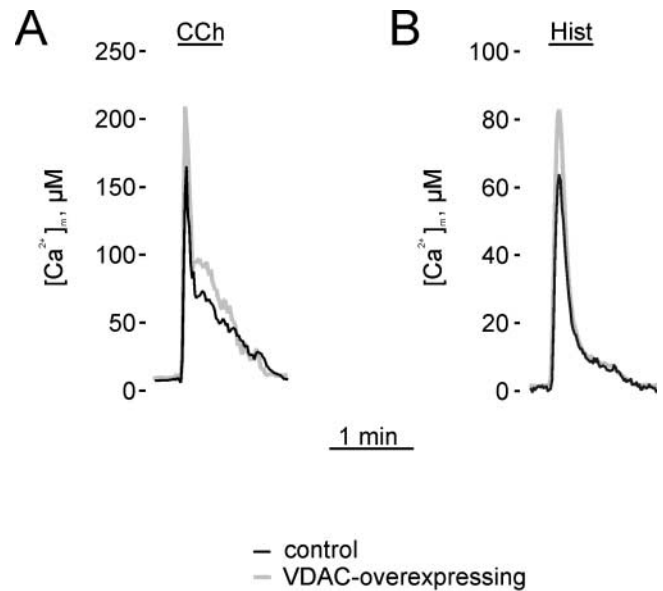 A
CCh
250-
200-
150-
100-
50-
0-
[Ca²⁺]ₘ, µM
B
Hist
100-
80-
60-
40-
20-
0-
[Ca²⁺]ₘ, µM
1 min
control
VDAC-overexpressing